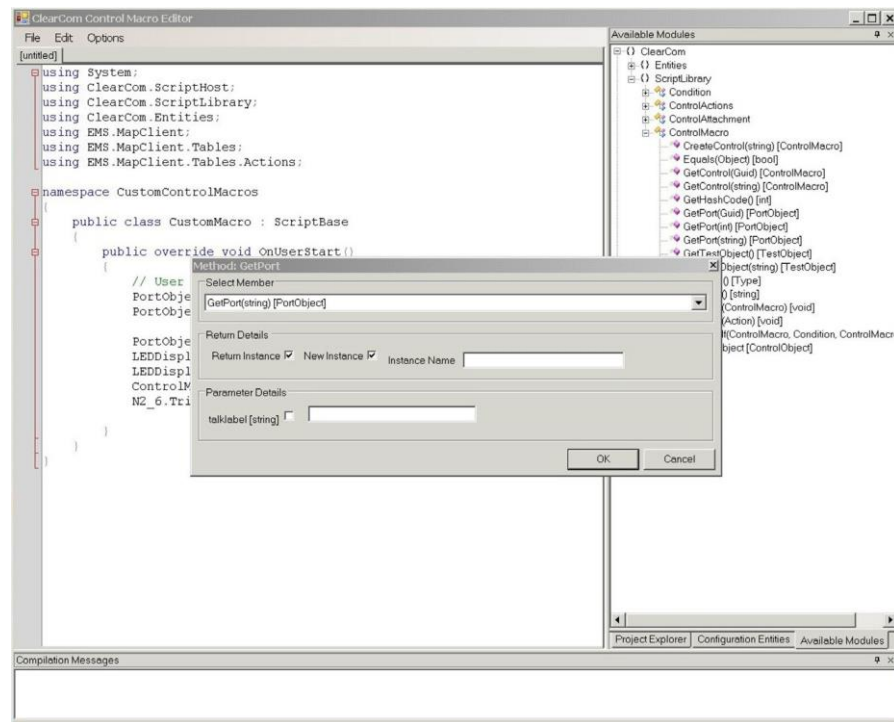 ClearCom Control Macro Editor
File Edit Options
[untitled]
using System;
using ClearCom.ScriptHost;
using ClearCom.ScriptLibrary;
using ClearCom.Entities;
using EMS.MapClient;
using EMS.MapClient.Tables;
using EMS.MapClient.Tables.Actions;
namespace CustomControlMacros
{
public class CustomMacro : ScriptBase
{
public override void OnUserStart()
{
// User
PortObje
PortObje
PortObje
LEDDispl
LEDDispl
ControlM
N2_6.Tri
}
}
}
Method: GetPort
Select Member
GetPort(string) [PortObject]
Return Details
Return Instance New Instance Instance Name
Parameter Details
talklabel [string]
OK Cancel
Available Modules
{} ClearCom
{} Entities
{} ScriptLibrary
Condition
ControlActions
ControlAttachment
ControlMacro
CreateControl(string) [ControlMacro]
Equals(Object) [bool]
GetControl(Guid) [ControlMacro]
GetControl(string) [ControlMacro]
GetHashCode() [int]
GetPort(Guid) [PortObject]
GetPort(int) [PortObject]
GetPort(string) [PortObject]
GetTestObject() [TestObject]
Object(string) [TestObject]
() [Type]
() [string]
(ControlMacro) [void]
(Action) [void]
If(ControlMacro, Condition, ControlMacr
bject [ControlObject]
Project Explorer Configuration Entities Available Modules
Compilation Messages